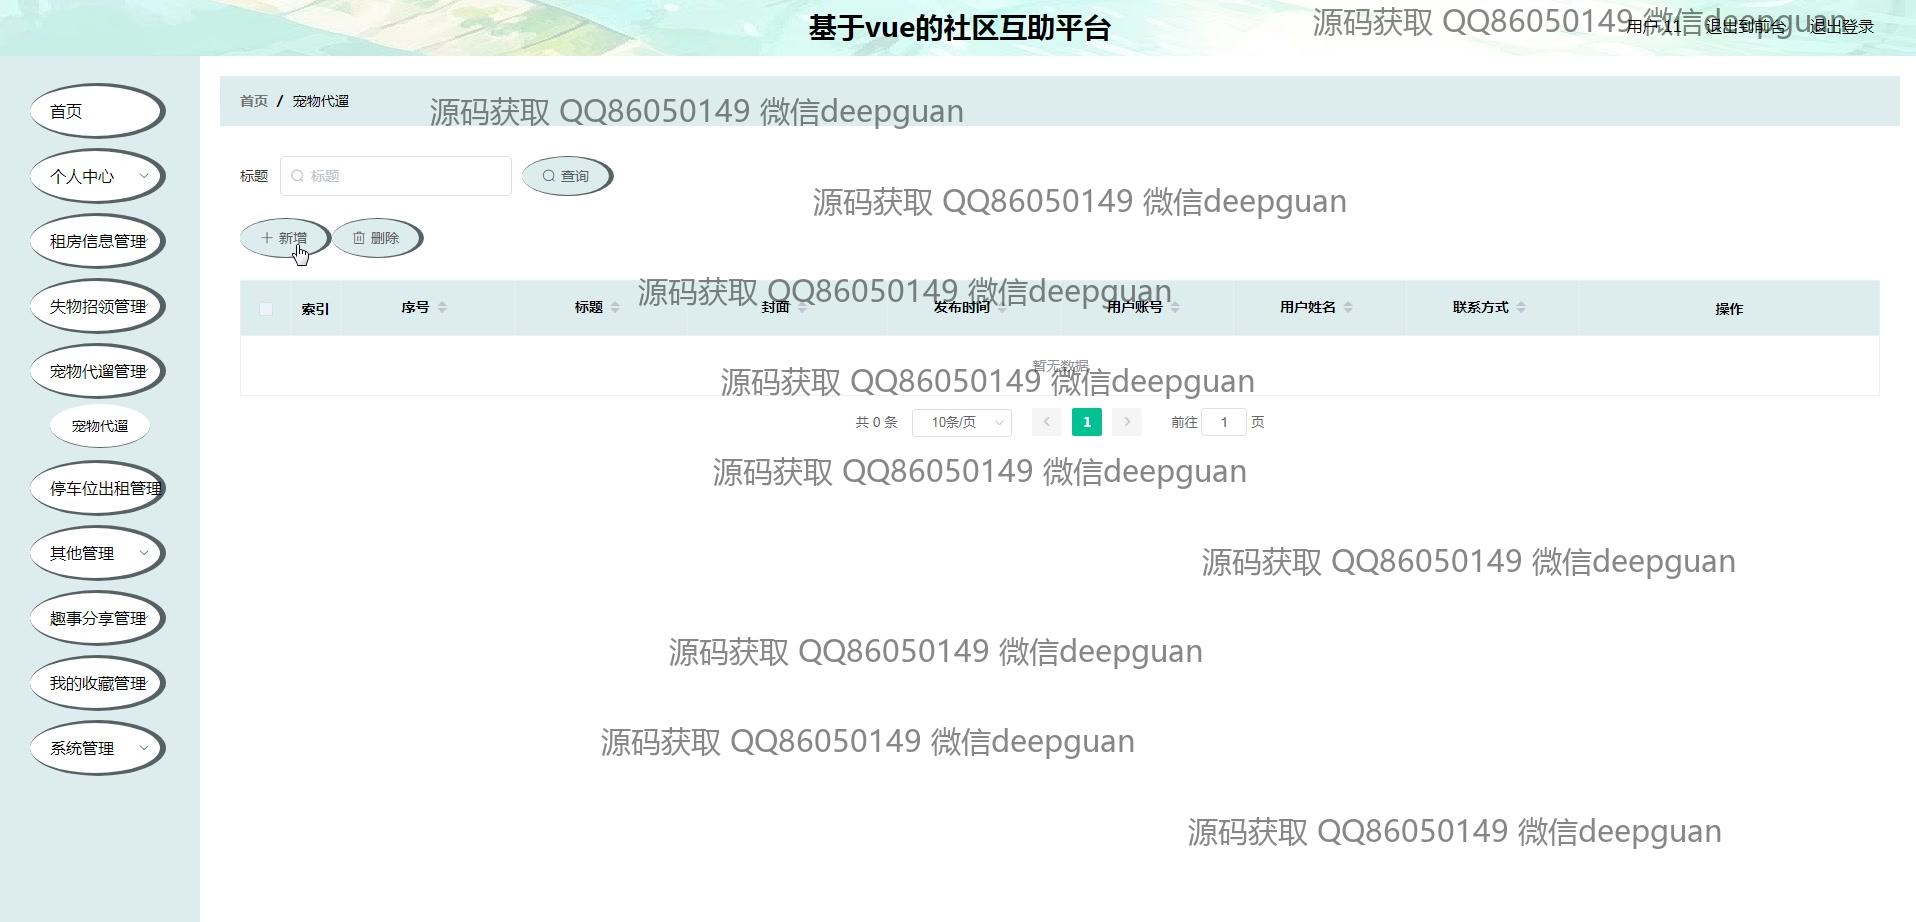 基于vue的社区互助平台
源码获取 QQ86050149 微信deepguan
用户 11 退出到前台 退出登录
首页
个人中心
租房信息管理
失物招领管理
宠物代遛管理
宠物代遛
停车位出租管理
其他管理
趣事分享管理
我的收藏管理
系统管理
首页 / 宠物代遛
源码获取 QQ86050149 微信deepguan
标题 标题 查询
源码获取 QQ86050149 微信deepguan
新增 删除
源码获取 QQ86050149 微信deepguan
索引 序号 标题 封面 发布时间 用户账号 用户姓名 联系方式 操作
暂无数据
源码获取 QQ86050149 微信deepguan
共 0 条 10条/页 1 前往 1 页
源码获取 QQ86050149 微信deepguan
源码获取 QQ86050149 微信deepguan
源码获取 QQ86050149 微信deepguan
源码获取 QQ86050149 微信deepguan
源码获取 QQ86050149 微信deepguan